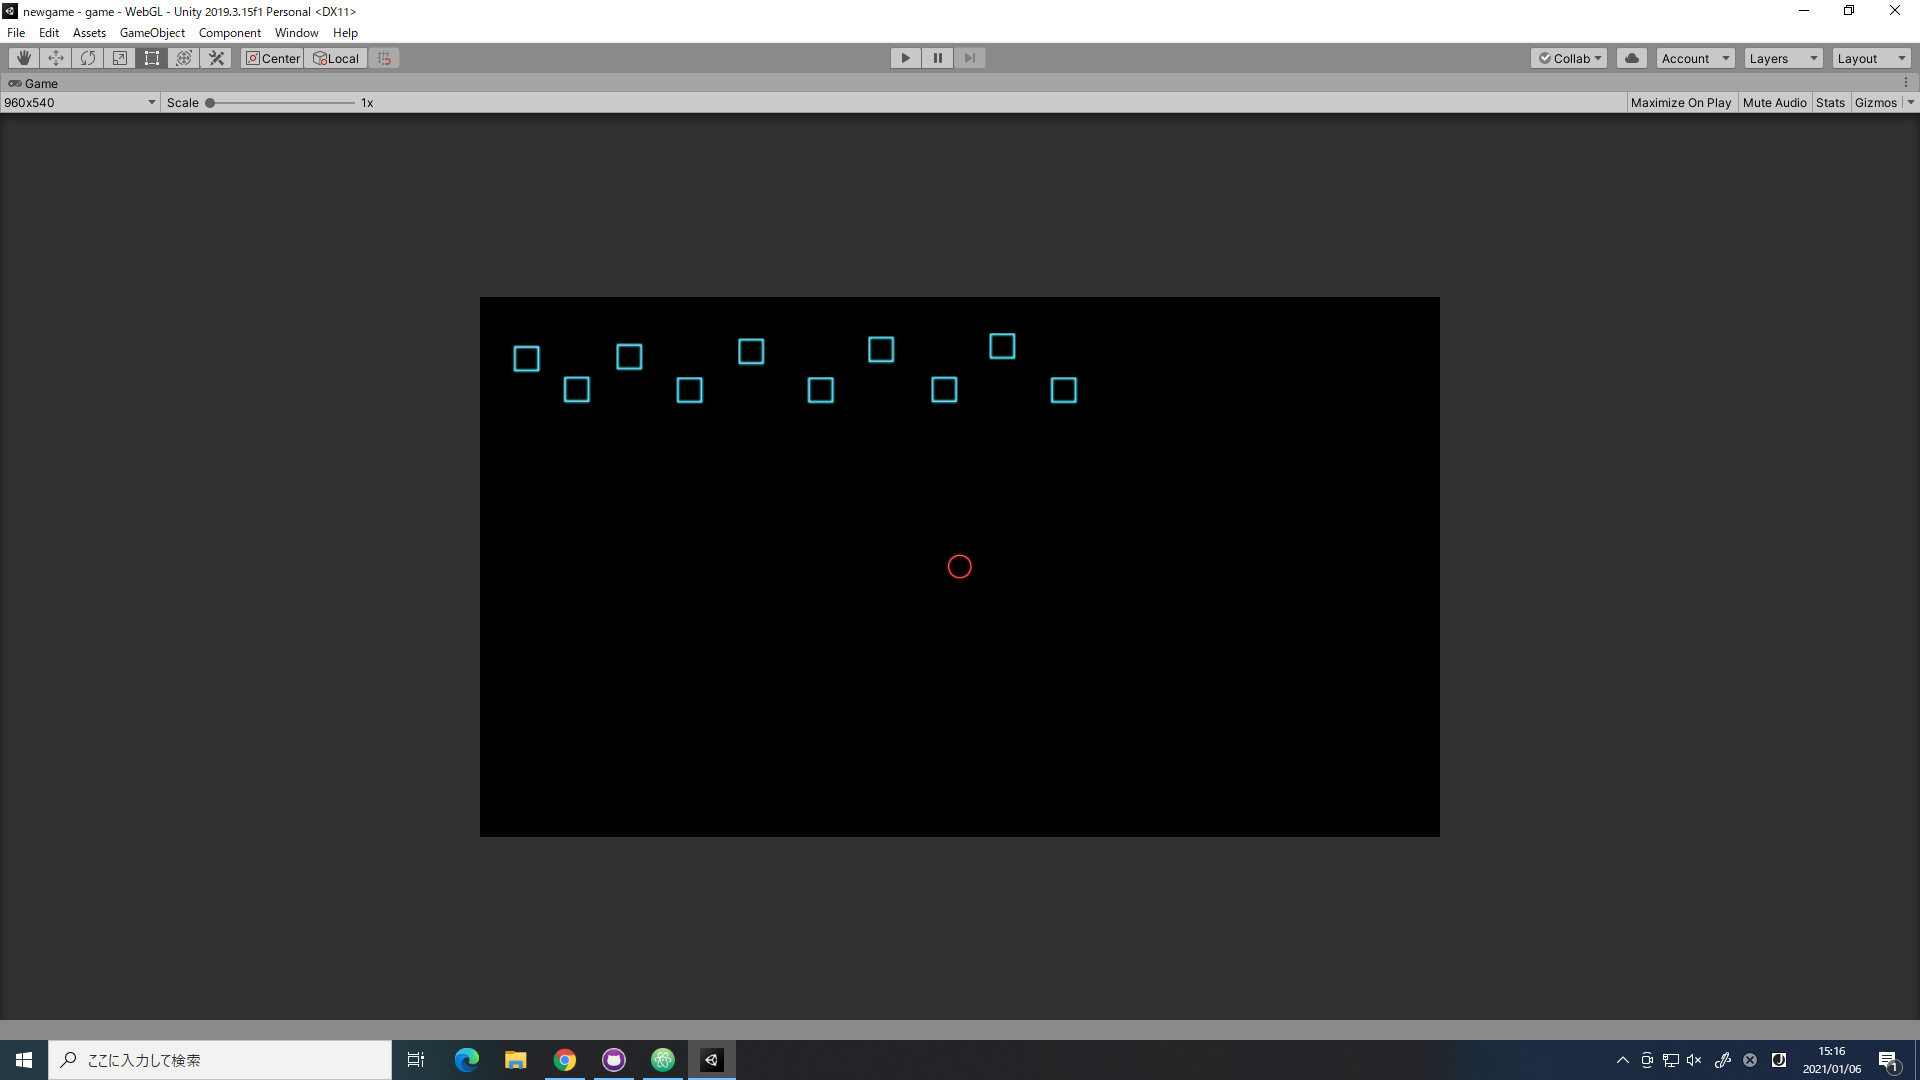 newgame - game - WebGL - Unity 2019.3.15f1 Personal <DX11>
File Edit Assets GameObject Component Window Help
Center Local Collab Account Layers Layout
Game
960x540 Scale 1x Maximize On Play Mute Audio Stats Gizmos
ここに入力して検索
15:16
2021/01/06
1